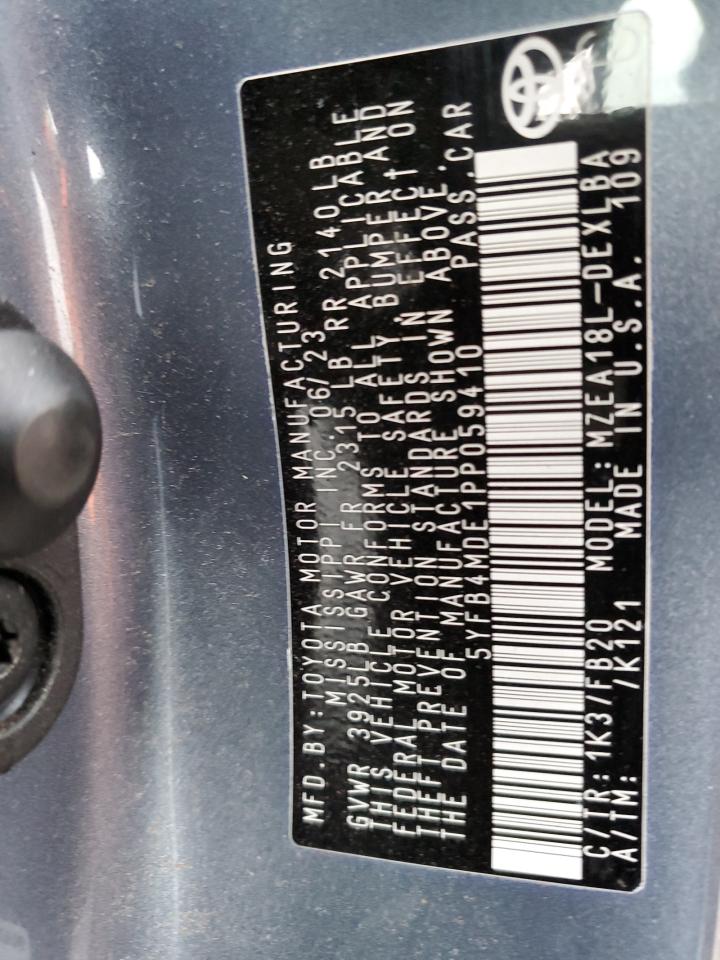 MFD.BY:TOYOTA MOTOR MANUFACTURING
MISSISSIPPI INC. 06/23
GVWR 3925LB GAWR FR 2315LB RR 2140LB
THIS VEHICLE CONFORMS TO ALL APPLICABLE
FEDERAL MOTOR VEHICLE SAFETY BUMPER AND
THEFT PREVENTION STANDARDS IN EFFECT ON
THE DATE OF MANUFACTURE SHOWN ABOVE.
5YFB4MDE1PP059410 PASS.CAR
C/TR: 1K3/FB20 MODEL: MZEA18L-DEXLBA
A/TM: /K121 MADE IN U.S.A. 109